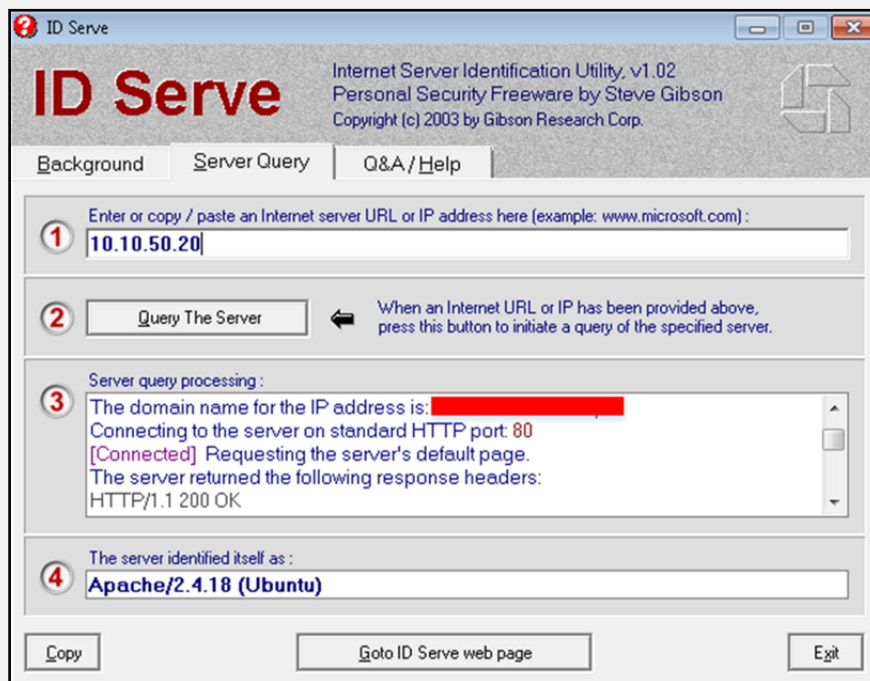 ID Serve
ID Serve
Internet Server Identification Utility, v1.02
Personal Security Freeware by Steve Gibson
Copyright (c) 2003 by Gibson Research Corp.
Background
Server Query
Q&A / Help
1
Enter or copy / paste an Internet server URL or IP address here (example: www.microsoft.com) :
10.10.50.20
2
Query The Server
When an Internet URL or IP has been provided above,
press this button to initiate a query of the specified server.
3
Server query processing :
The domain name for the IP address is:
Connecting to the server on standard HTTP port: 80
[Connected] Requesting the server's default page.
The server returned the following response headers:
HTTP/1.1 200 OK
4
The server identified itself as :
Apache/2.4.18 (Ubuntu)
Copy
Goto ID Serve web page
Exit